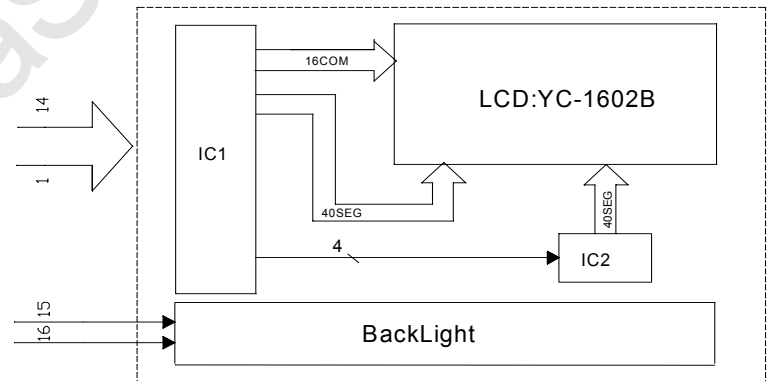 16COM
LCD:YC-1602B
14
IC1
1
40SEG
40SEG
4
IC2
15
16
BackLight